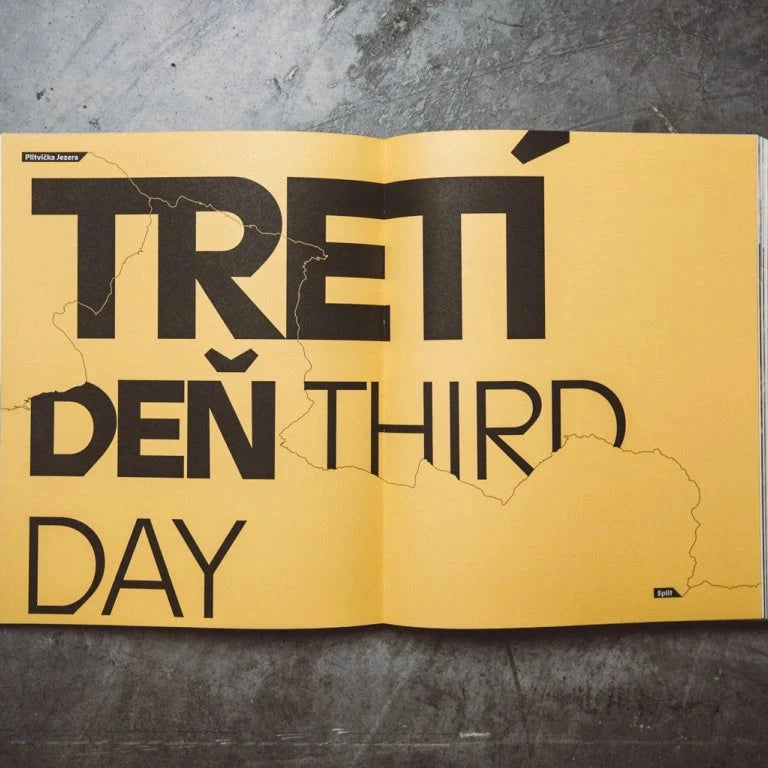 Plitvička Jezera
TRETÍ
DEŇ THIRD
DAY
Split